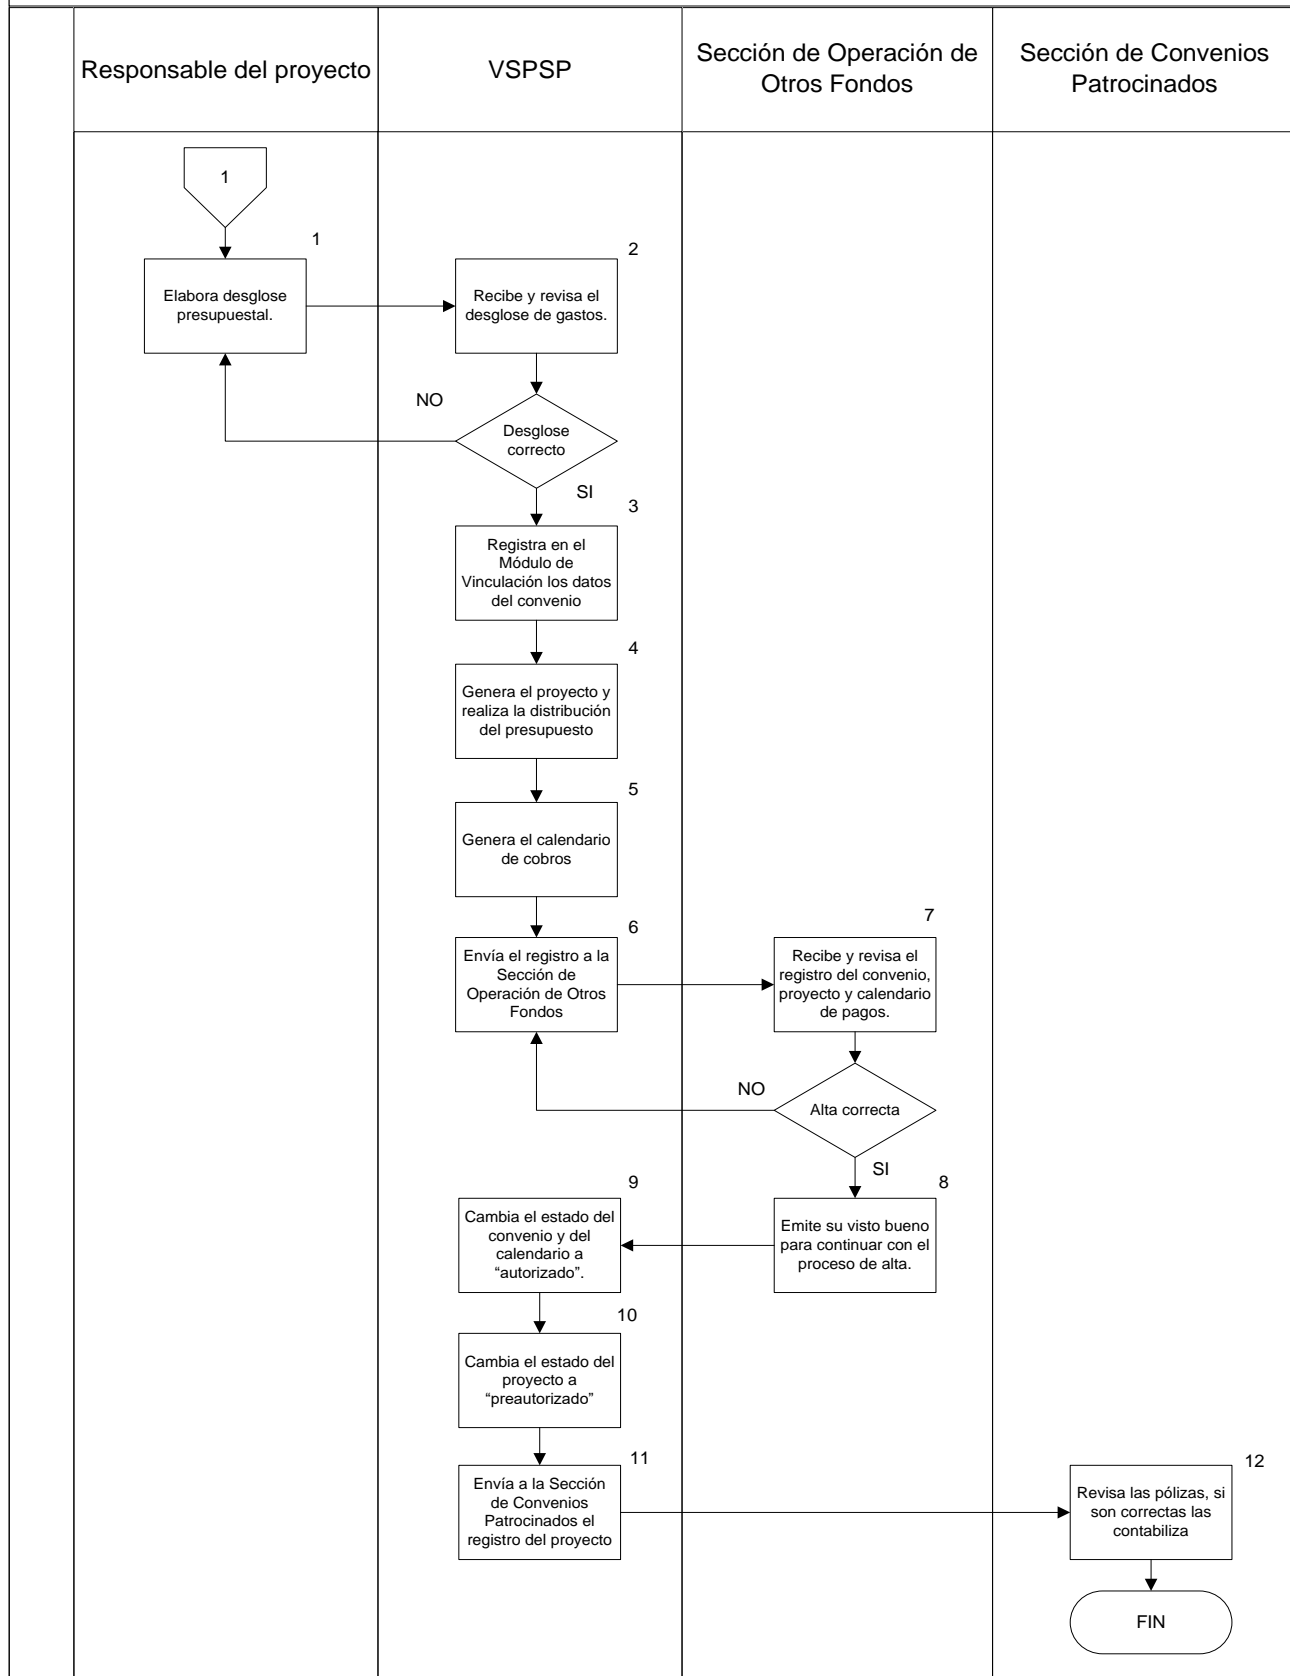 Responsable del proyecto
VSPSP
Sección de Operación de
Otros Fondos
Sección de Convenios
Patrocinados
1
1
Elabora desglose
presupuestal.
2
Recibe y revisa el
desglose de gastos.
NO
Desglose
correcto
SI
3
Registra en el
Módulo de
Vinculación los datos
del convenio
4
Genera el proyecto y
realiza la distribución
del presupuesto
5
Genera el calendario
de cobros
6
Envía el registro a la
Sección de
Operación de Otros
Fondos
7
Recibe y revisa el
registro del convenio,
proyecto y calendario
de pagos.
NO
Alta correcta
SI
8
Emite su visto bueno
para continuar con el
proceso de alta.
9
Cambia el estado del
convenio y del
calendario a
“autorizado”.
10
Cambia el estado del
proyecto a
“preautorizado”
11
Envía a la Sección
de Convenios
Patrocinados el
registro del proyecto
12
Revisa las pólizas, si
son correctas las
contabiliza
FIN